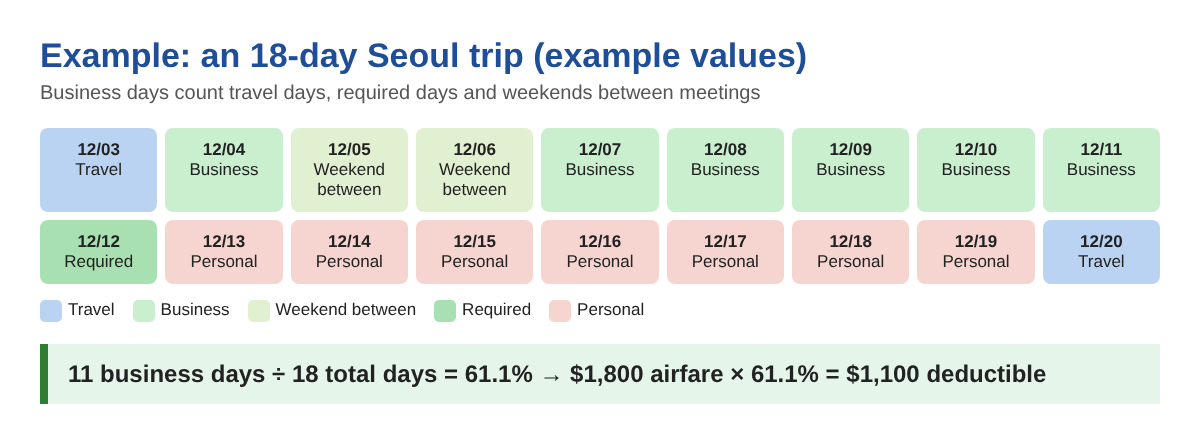 Example: an 18-day Seoul trip (example values)
Business days count travel days, required days and weekends between meetings
12/03
Travel
12/04
Business
12/05
Weekend
between
12/06
Weekend
between
12/07
Business
12/08
Business
12/09
Business
12/10
Business
12/11
Business
12/12
Required
12/13
Personal
12/14
Personal
12/15
Personal
12/16
Personal
12/17
Personal
12/18
Personal
12/19
Personal
12/20
Travel
Travel Business Weekend between Required Personal
11 business days ÷ 18 total days = 61.1% → $1,800 airfare × 61.1% = $1,100 deductible